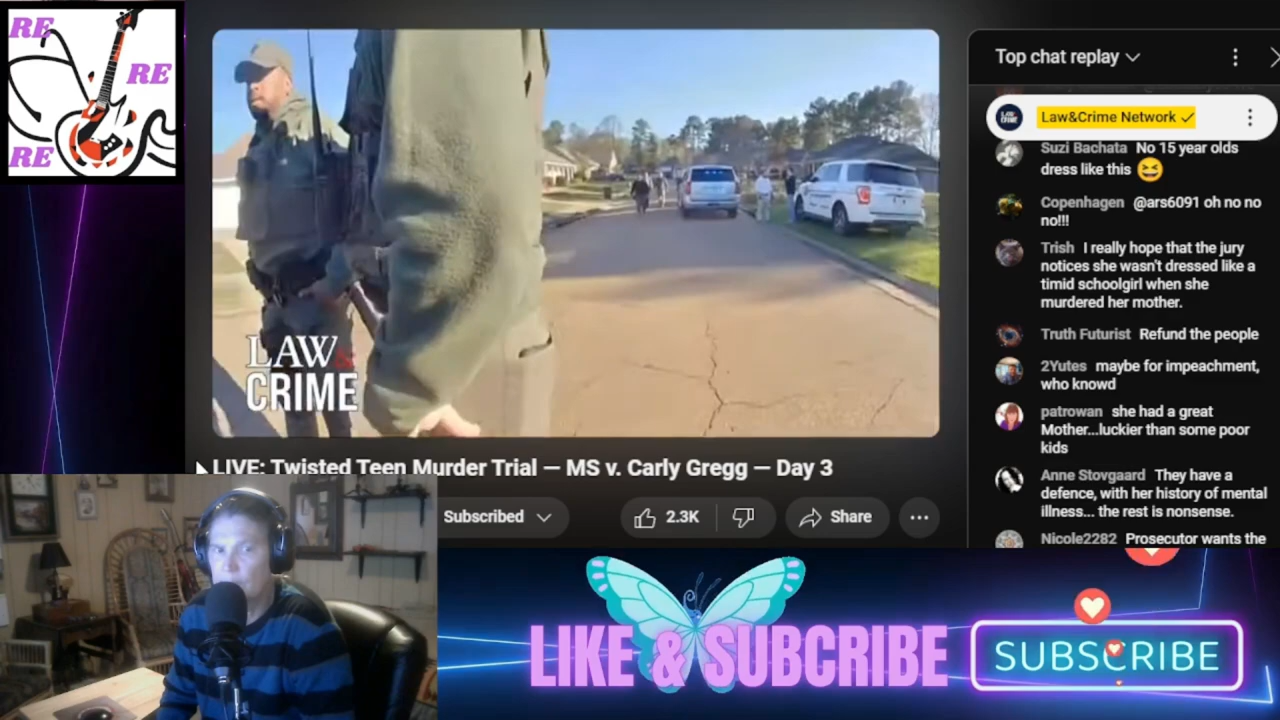 RE
RE
RE
LAW &
CRIME
LIVE: Twisted Teen Murder Trial — MS v. Carly Gregg — Day 3
Subscribed
2.3K
Share
Top chat replay
Law&Crime Network
Suzi Bachata No 15 year olds
dress like this
Copenhagen @ars6091 oh no no
no!!!
Trish I really hope that the jury
notices she wasn't dressed like a
timid schoolgirl when she
murdered her mother.
Truth Futurist Refund the people
2Yutes maybe for impeachment,
who knowd
patrowan she had a great
Mother...luckier than some poor
kids
Anne Stovgaard They have a
defence, with her history of mental
illness... the rest is nonsense.
Nicole2282 Prosecutor wants the
LIKE & SUBCRIBE
SUBSCRIBE